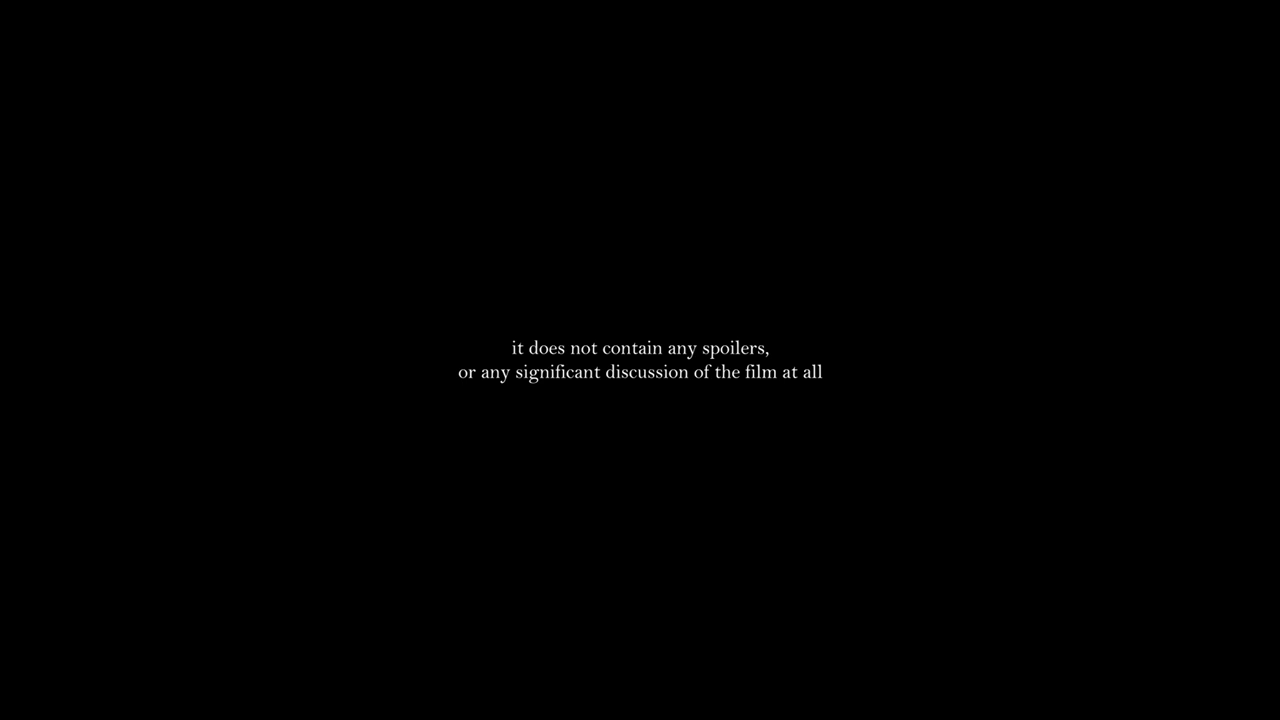 it does not contain any spoilers,
or any significant discussion of the film at all